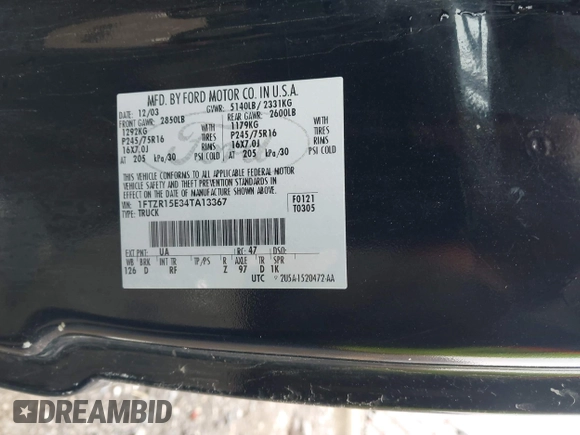 MFD. BY FORD MOTOR CO. IN U.S.A.
DATE: 12/03 GVWR: 5140LB/ 2331KG
FRONT GAWR: 2850LB REAR GAWR: 2600LB
1292KG WITH 1179KG WITH
P245/75R16 TIRES P245/75R16 TIRES
16X7.0J RIMS 16X7.0J RIMS
AT 205 kPa/30 PSI COLD AT 205 kPa/30 PSI COLD
Ford
THIS VEHICLE CONFORMS TO ALL APPLICABLE FEDERAL MOTOR
VEHICLE SAFETY AND THEFT PREVENTION STANDARDS IN
EFFECT ON THE DATE OF MANUFACTURE SHOWN ABOVE.
VEH. IDENT. NO.: 1FTZR15E34TA13367 F0121
TYPE: TRUCK T0305
EXT PNT: UA RC: 47 DSO:
WB BRK INT TR TP/PS R AXLE TR SPR
126 D RF Z 97 D 1K
UTC 2U5A-1520472-AA
DREAMBID